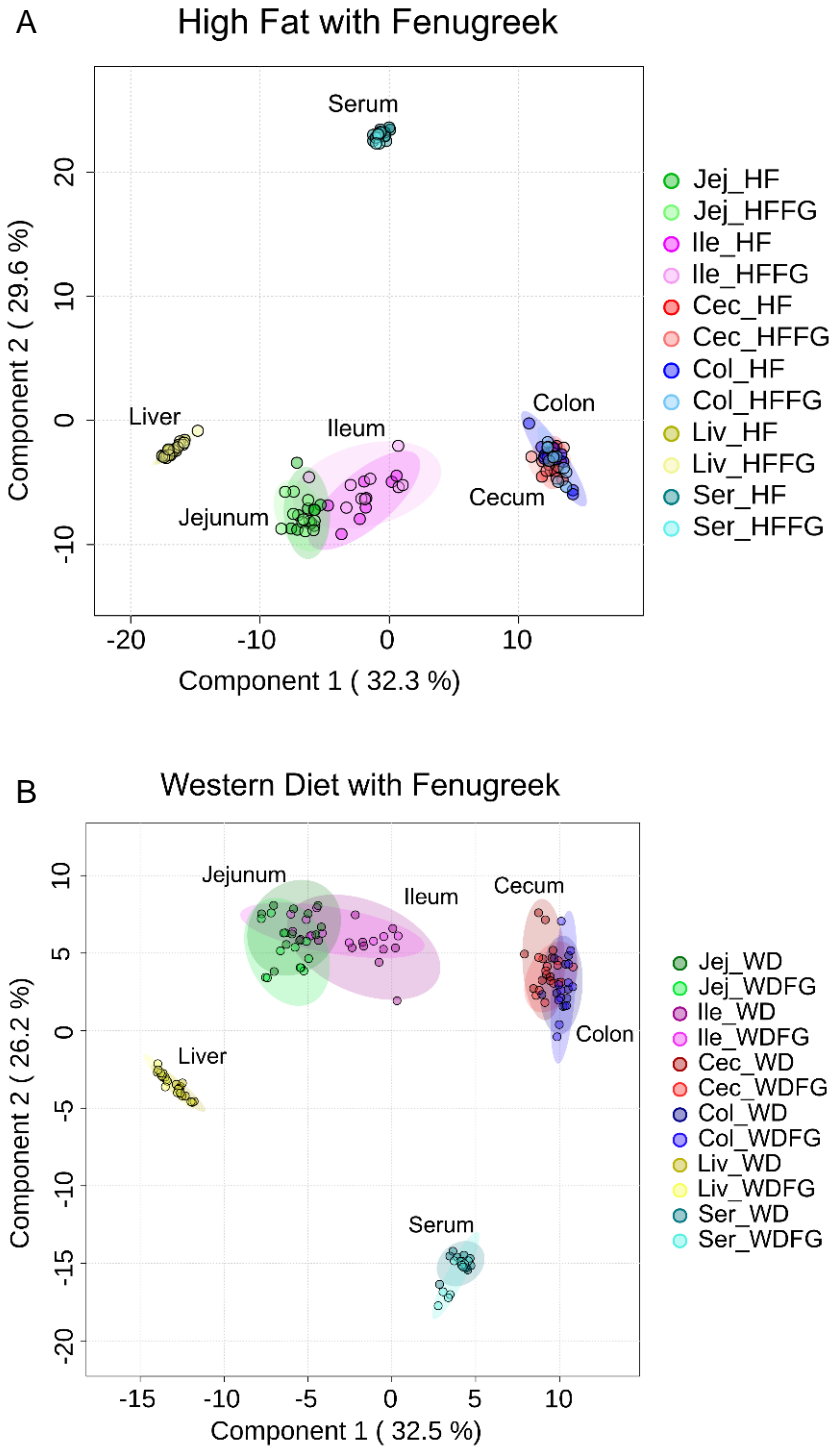 A
High Fat with Fenugreek
Component 2 ( 29.6 %)
20
10
0
-10
Serum
Liver
Ileum
Colon
Jejunum
Cecum
-20
-10
0
10
Component 1 ( 32.3 %)
Jej_HF
Jej_HFFG
Ile_HF
Ile_HFFG
Cec_HF
Cec_HFFG
Col_HF
Col_HFFG
Liv_HF
Liv_HFFG
Ser_HF
Ser_HFFG
B
Western Diet with Fenugreek
Component 2 ( 26.2 %)
10
5
0
-5
-10
-15
-20
Jejunum
Ileum
Cecum
Colon
Liver
Serum
-15
-10
-5
0
5
10
Component 1 ( 32.5 %)
Jej_WD
Jej_WDFG
Ile_WD
Ile_WDFG
Cec_WD
Cec_WDFG
Col_WD
Col_WDFG
Liv_WD
Liv_WDFG
Ser_WD
Ser_WDFG